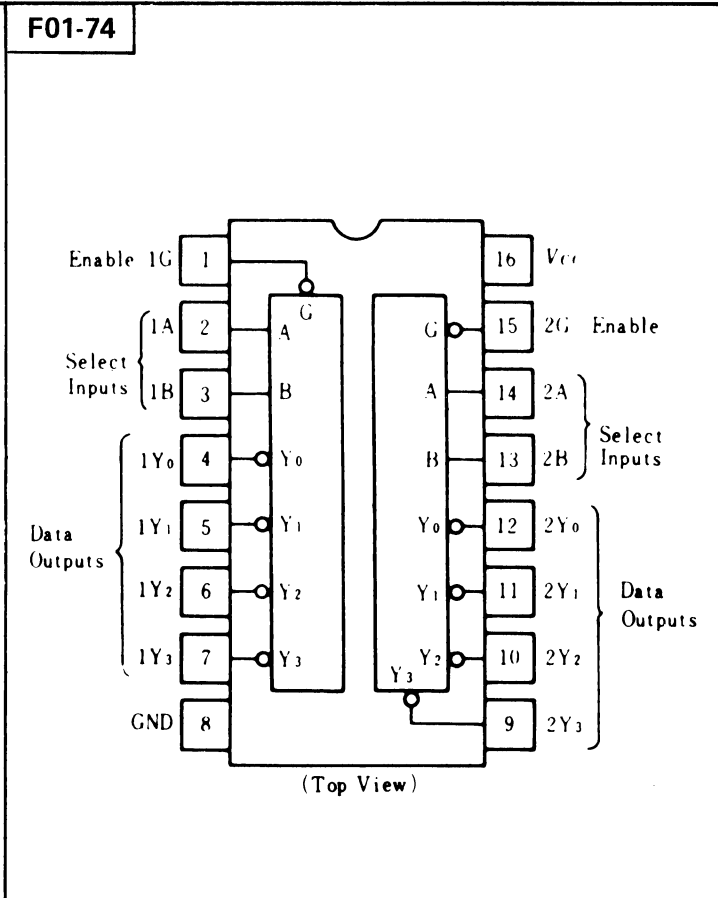 F01-74
Enable 1G 1
1A 2
Select Inputs
1B 3
1Y0 4
1Y1 5
Data Outputs
1Y2 6
1Y3 7
GND 8
G
A
B
Y0
Y1
Y2
Y3
G
A
B
Y0
Y1
Y2
Y3
16 Vcc
15 2G Enable
14 2A
Select Inputs
13 2B
12 2Y0
11 2Y1
Data Outputs
10 2Y2
9 2Y3
(Top View)